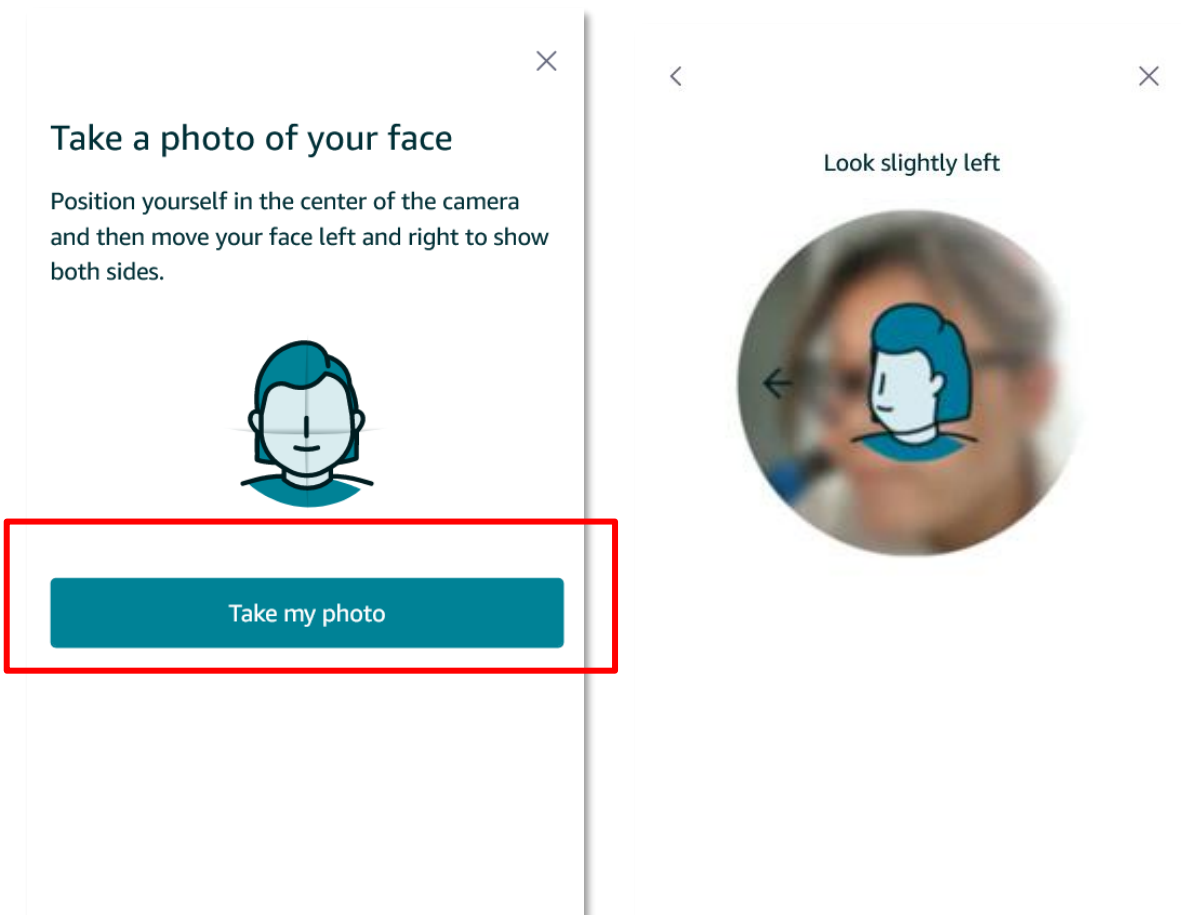 Take a photo of your face
Position yourself in the center of the camera
and then move your face left and right to show
both sides.
Take my photo
Look slightly left